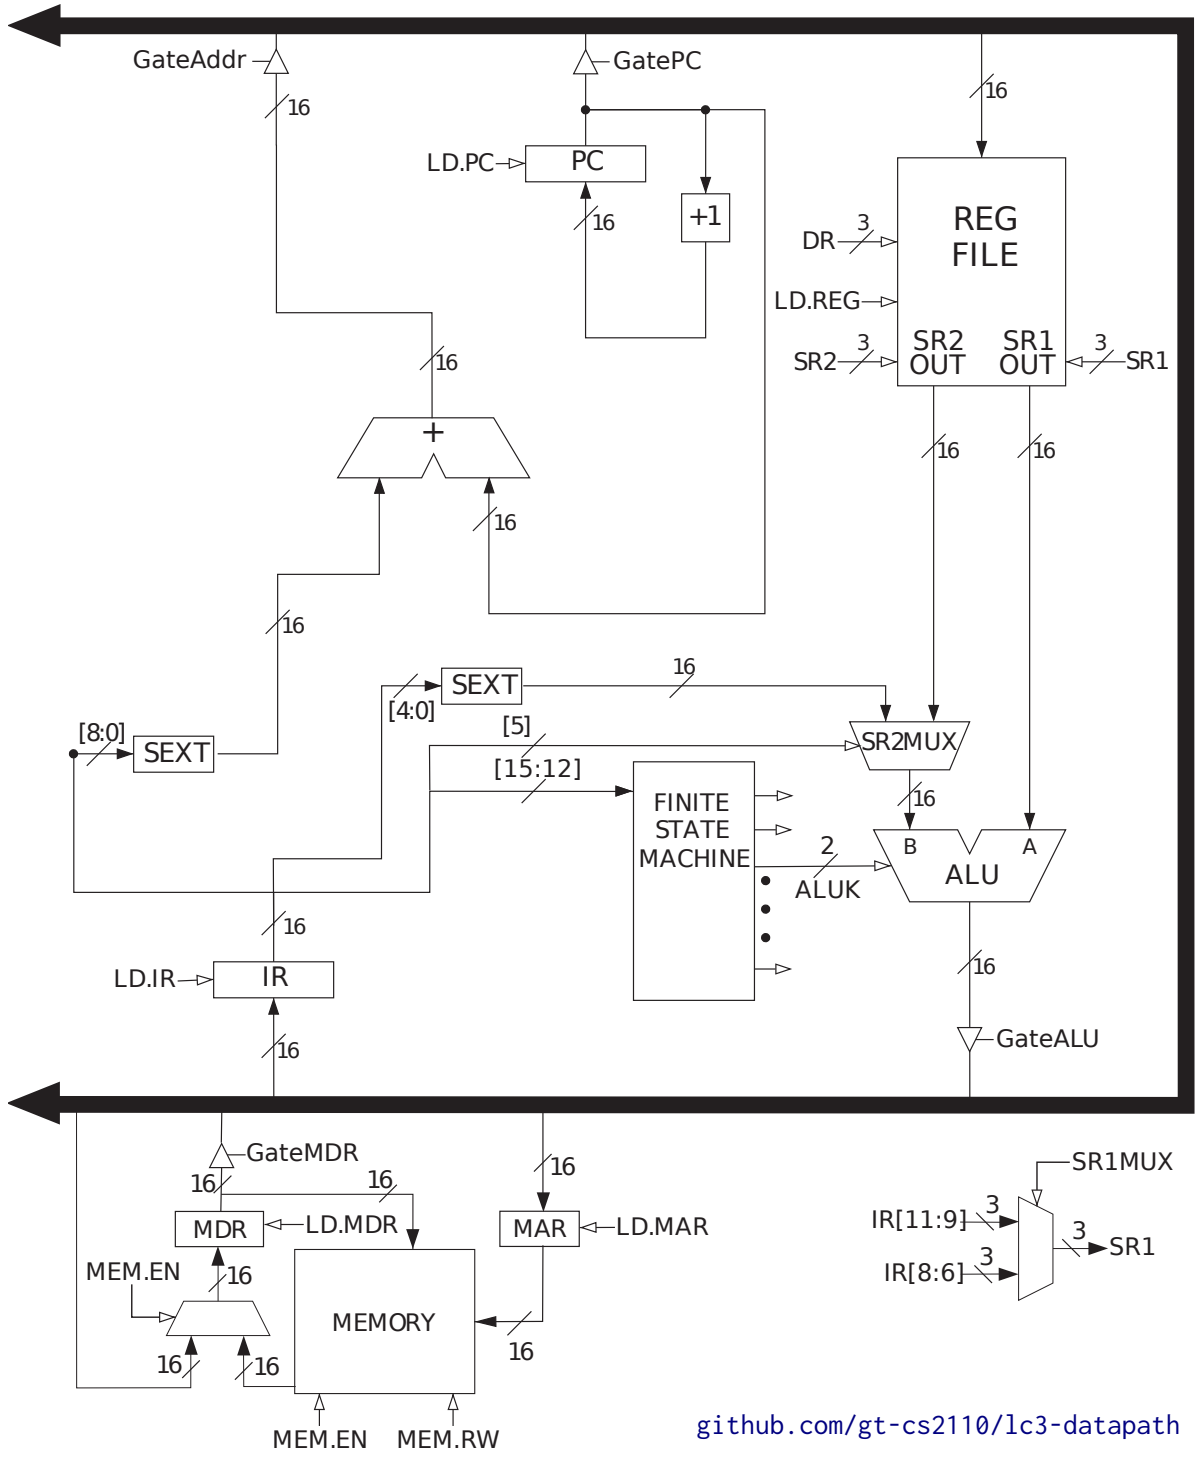 GateAddr
GatePC
16
16
LD.PC
PC
16
+1
REG
FILE
DR
3
LD.REG
SR2
3
SR2
OUT
SR1
OUT
3
SR1
16
+
16
16
16
16
[4:0]
SEXT
16
[8:0]
SEXT
[5]
[15:12]
SR2MUX
16
FINITE
STATE
MACHINE
2
ALUK
B
A
ALU
16
LD.IR
IR
16
16
GateALU
GateMDR
16
16
16
MDR
LD.MDR
MAR
LD.MAR
MEM.EN
16
MEMORY
16
16
16
MEM.EN
MEM.RW
SR1MUX
IR[11:9]
3
3
SR1
IR[8:6]
3
github.com/gt-cs2110/lc3-datapath